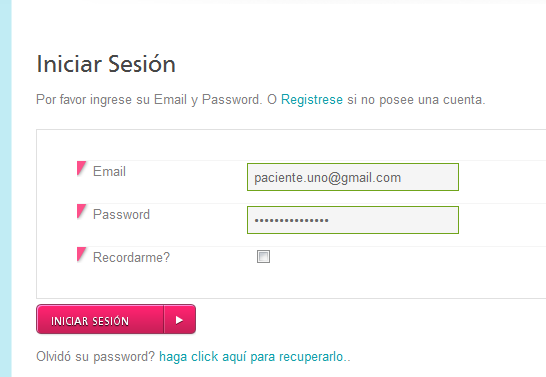 Iniciar Sesión
Por favor ingrese su Email y Password. O Registrese si no posee una cuenta.
Email paciente.uno@gmail.com
Password •••••••••••••••
Recordarme?
INICIAR SESIÓN
Olvidó su password? haga click aquí para recuperarlo..